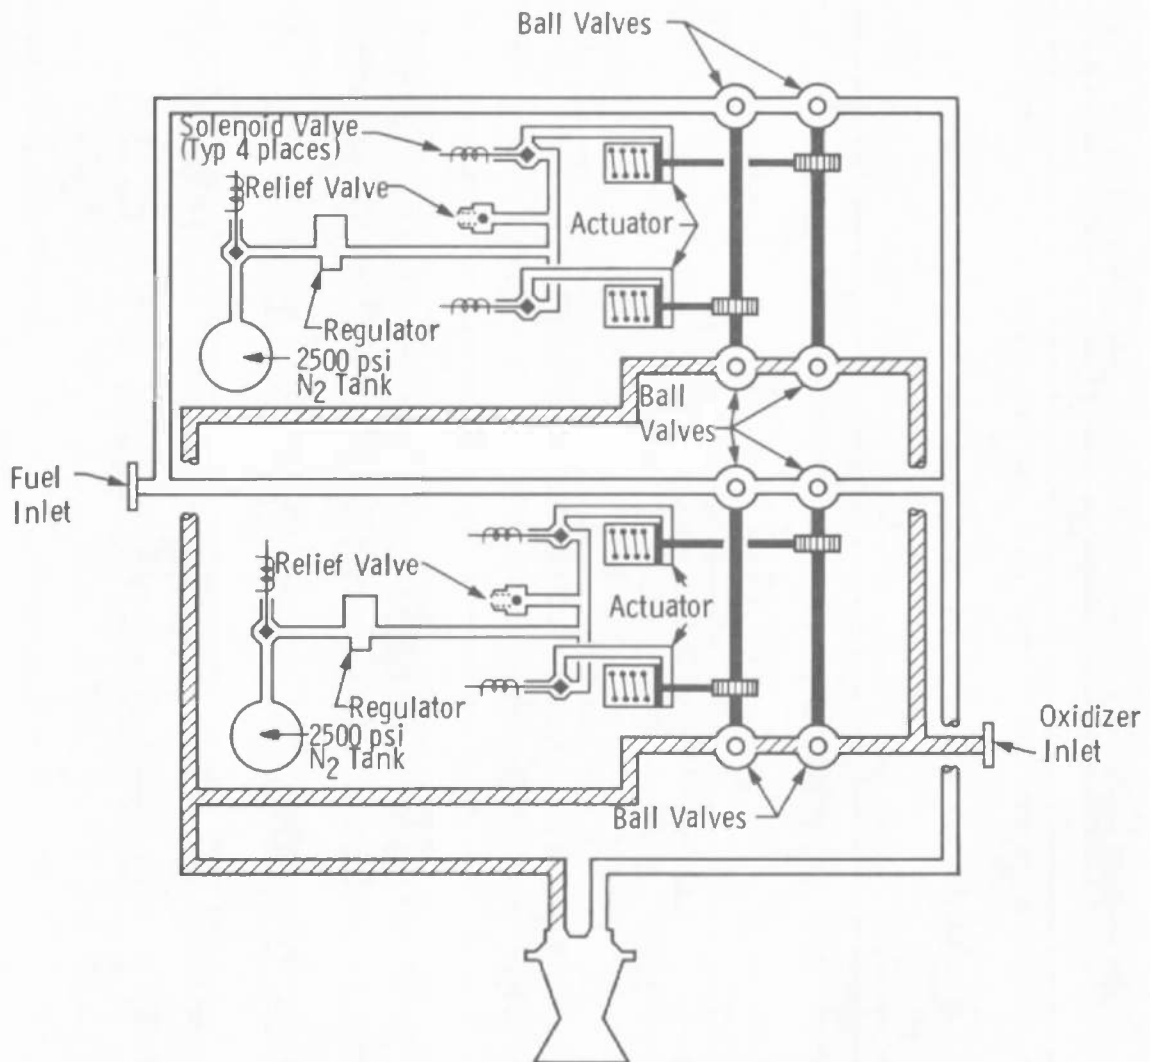 Ball Valves
Solenoid Valve
(Typ 4 places)
Relief Valve
Actuator
Regulator
2500 psi
N2 Tank
Ball
Valves
Fuel
Inlet
Relief Valve
Actuator
Regulator
2500 psi
N2 Tank
Oxidizer
Inlet
Ball Valves